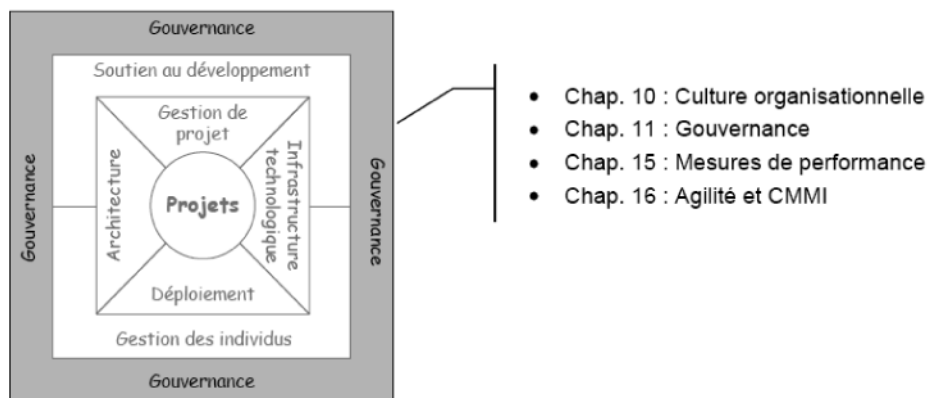 Gouvernance
Soutien au développement
Gestion de
projet
Gouvernance
Architecture
Projets
Infrastructure
technologique
Gouvernance
Déploiement
Gestion des individus
Gouvernance
• Chap. 10 : Culture organisationnelle
• Chap. 11 : Gouvernance
• Chap. 15 : Mesures de performance
• Chap. 16 : Agilité et CMMI